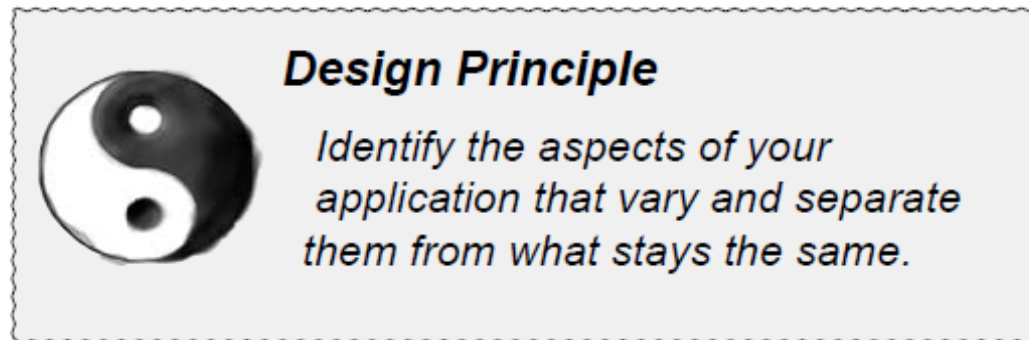 Design Principle
Identify the aspects of your
application that vary and separate
them from what stays the same.